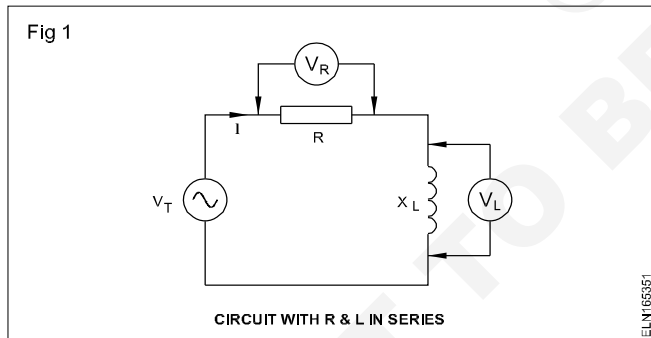 Fig 1
V_R
I
R
V_T
X_L
V_L
CIRCUIT WITH R & L IN SERIES
ELN165351